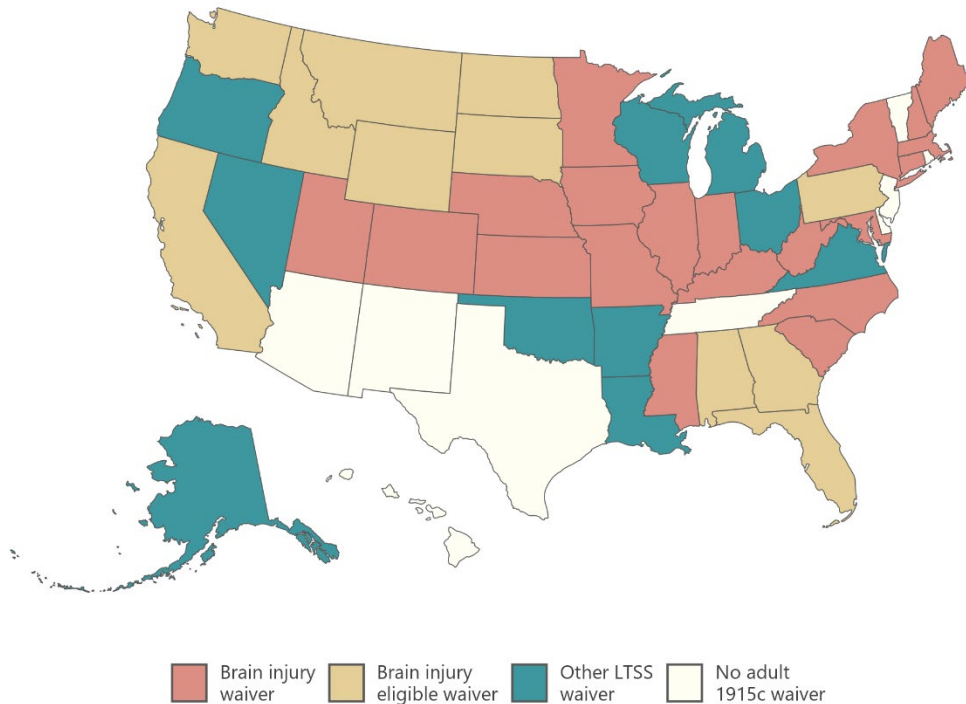 Brain injury
waiver
Brain injury
eligible waiver
Other LTSS
waiver
No adult
1915c waiver